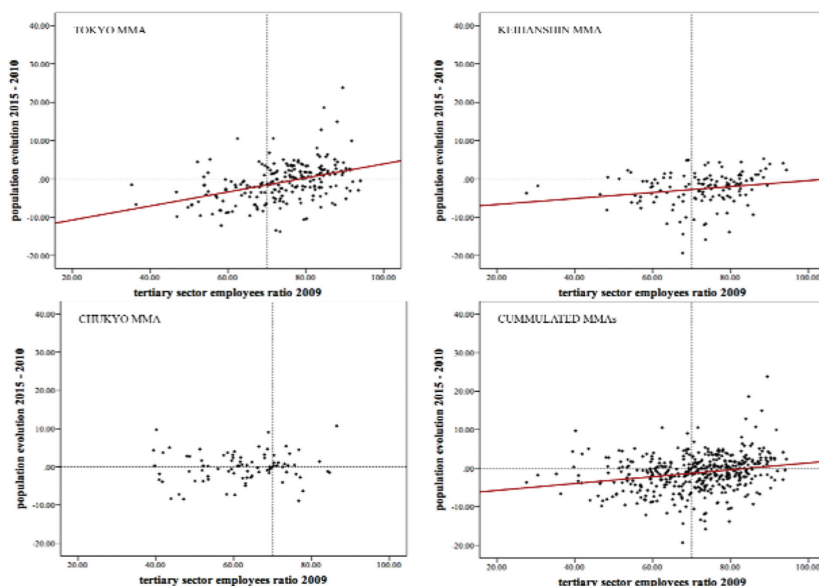 TOKYO MMA
population evolution 2015 - 2010
40.00
30.00
20.00
10.00
.00
-10.00
-20.00
20.00 40.00 60.00 80.00 100.00
tertiary sector employees ratio 2009
KEIHANSHIN MMA
population evolution 2015 - 2010
40.00
30.00
20.00
10.00
.00
-10.00
-20.00
20.00 40.00 60.00 80.00 100.00
tertiary sector employees ratio 2009
CHUKYO MMA
population evolution 2015 - 2010
40.00
30.00
20.00
10.00
.00
-10.00
-20.00
20.00 40.00 60.00 80.00 100.00
tertiary sector employees ratio 2009
CUMMULATED MMAs
population evolution 2015 - 2010
40.00
30.00
20.00
10.00
.00
-10.00
-20.00
20.00 40.00 60.00 80.00 100.00
tertiary sector employees ratio 2009